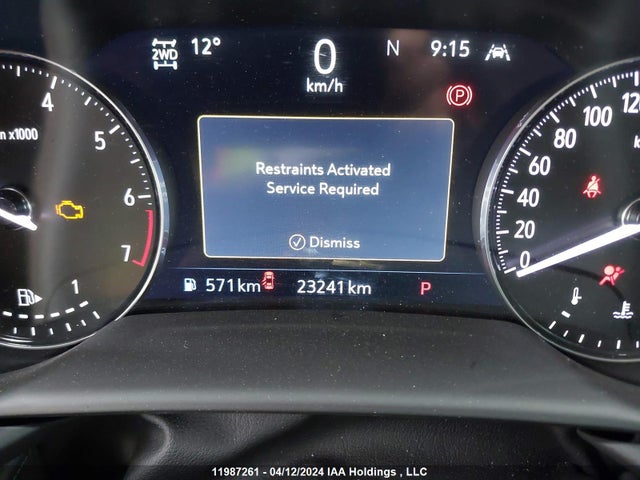 2WD 12° 0 N 9:15
km/h
P
4
5
6
7
n x1000
1
Restraints Activated
Service Required
Dismiss
571km 23241km P
0
20
40
60
80
100
120
11987261 - 04/12/2024 IAA Holdings , LLC